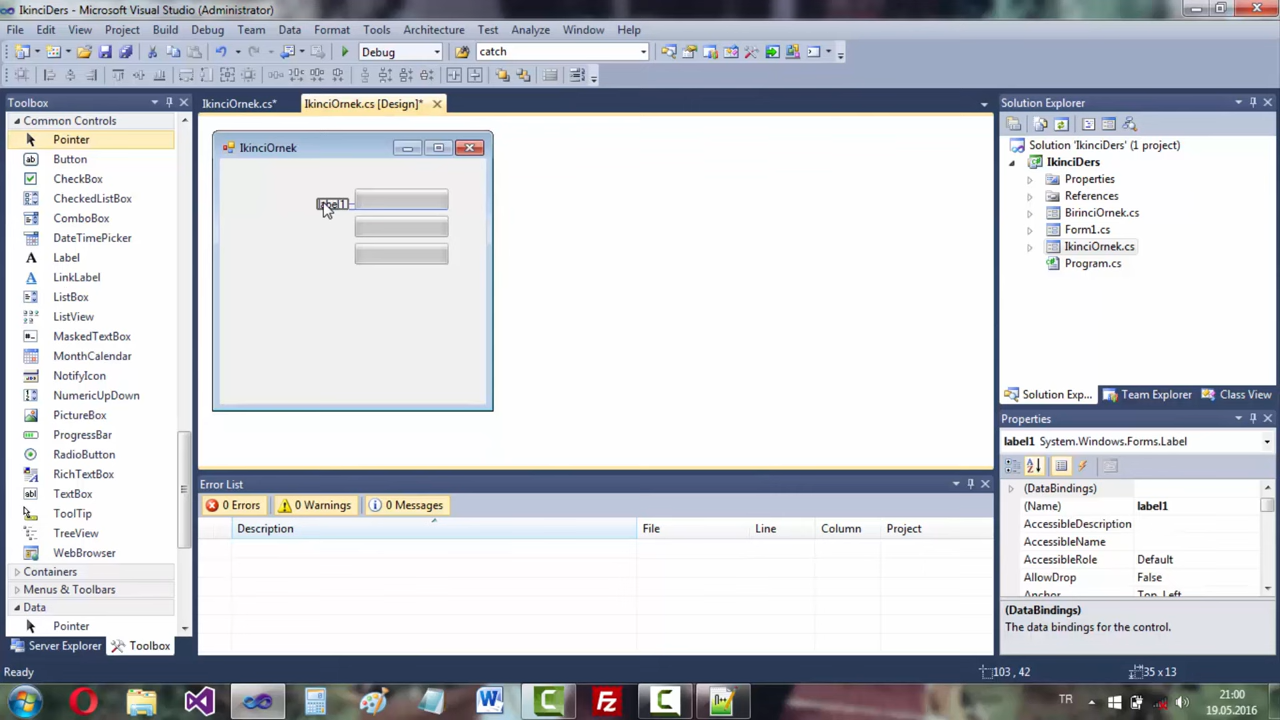 IkinciDers - Microsoft Visual Studio (Administrator)
File Edit View Project Build Debug Team Data Format Tools Architecture Test Analyze Window Help
Debug catch
Toolbox
Common Controls
Pointer
Button
CheckBox
CheckedListBox
ComboBox
DateTimePicker
Label
LinkLabel
ListBox
ListView
MaskedTextBox
MonthCalendar
NotifyIcon
NumericUpDown
PictureBox
ProgressBar
RadioButton
RichTextBox
TextBox
ToolTip
TreeView
WebBrowser
Containers
Menus & Toolbars
Data
Pointer
Server Explorer Toolbox
IkinciOrnek.cs* IkinciOrnek.cs [Design]*
IkinciOrnek
label1
Error List
0 Errors 0 Warnings 0 Messages
Description File Line Column Project
Solution Explorer
Solution 'IkinciDers' (1 project)
IkinciDers
Properties
References
BirinciOrnek.cs
Form1.cs
IkinciOrnek.cs
Program.cs
Solution Exp... Team Explorer Class View
Properties
label1 System.Windows.Forms.Label
(DataBindings)
(Name) label1
AccessibleDescription
AccessibleName
AccessibleRole Default
AllowDrop False
Anchor Top, Left
(DataBindings)
The data bindings for the control.
Ready 103 , 42 35 x 13
TR 21:00
19.05.2016